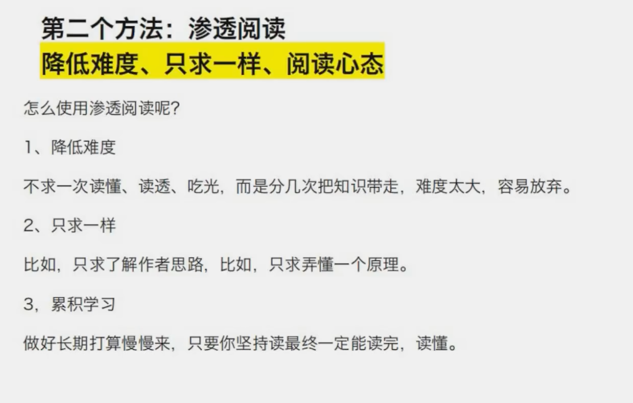 第二个方法：渗透阅读
降低难度、只求一样、阅读心态
怎么使用渗透阅读呢？
1、降低难度
不求一次读懂、读透、吃光，而是分几次把知识带走，难度太大，容易放弃。
2、只求一样
比如，只求了解作者思路，比如，只求弄懂一个原理。
3，累积学习
做好长期打算慢慢来，只要你坚持读最终一定能读完，读懂。